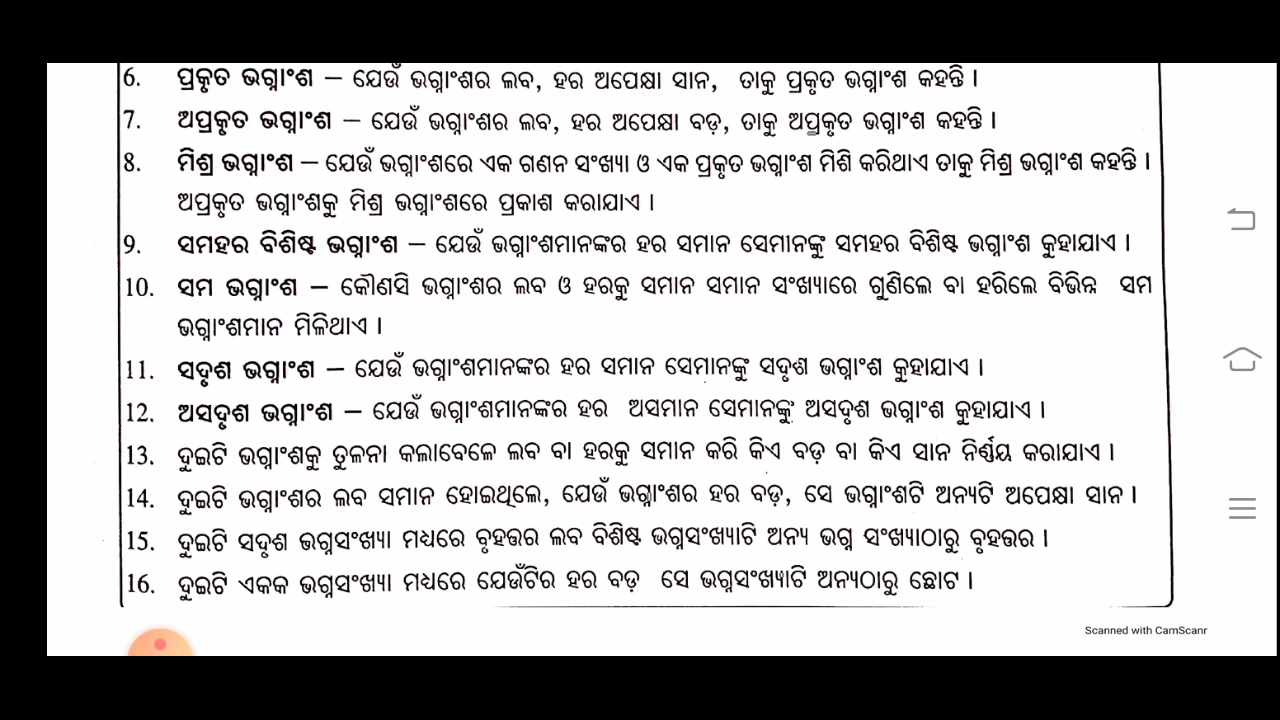 6. ପ୍ରକୃତ ଭଗ୍ନାଂଶ – ଯେଉଁ ଭଗ୍ନାଂଶର ଲବ, ହର ଅପେକ୍ଷା ସାନ, ତାକୁ ପ୍ରକୃତ ଭଗ୍ନାଂଶ କହନ୍ତି ।
7. ଅପ୍ରକୃତ ଭଗ୍ନାଂଶ – ଯେଉଁ ଭଗ୍ନାଂଶର ଲବ, ହର ଅପେକ୍ଷା ବଡ଼, ତାକୁ ଅପ୍ରକୃତ ଭଗ୍ନାଂଶ କହନ୍ତି ।
8. ମିଶ୍ର ଭଗ୍ନାଂଶ – ଯେଉଁ ଭଗ୍ନାଂଶରେ ଏକ ଗଣନ ସଂଖ୍ୟା ଓ ଏକ ପ୍ରକୃତ ଭଗ୍ନାଂଶ ମିଶି କରିଥାଏ ତାକୁ ମିଶ୍ର ଭଗ୍ନାଂଶ କହନ୍ତି ।
ଅପ୍ରକୃତ ଭଗ୍ନାଂଶକୁ ମିଶ୍ର ଭଗ୍ନାଂଶରେ ପ୍ରକାଶ କରାଯାଏ ।
9. ସମହର ବିଶିଷ୍ଟ ଭଗ୍ନାଂଶ – ଯେଉଁ ଭଗ୍ନାଂଶମାନଙ୍କର ହର ସମାନ ସେମାନଙ୍କୁ ସମହର ବିଶିଷ୍ଟ ଭଗ୍ନାଂଶ କୁହାଯାଏ ।
10. ସମ ଭଗ୍ନାଂଶ – କୌଣସି ଭଗ୍ନାଂଶର ଲବ ଓ ହରକୁ ସମାନ ସମାନ ସଂଖ୍ୟାରେ ଗୁଣିଲେ ବା ହରିଲେ ବିଭିନ୍ନ ସମ
ଭଗ୍ନାଂଶମାନ ମିଳିଥାଏ ।
11. ସଦୃଶ ଭଗ୍ନାଂଶ – ଯେଉଁ ଭଗ୍ନାଂଶମାନଙ୍କର ହର ସମାନ ସେମାନଙ୍କୁ ସଦୃଶ ଭଗ୍ନାଂଶ କୁହାଯାଏ ।
12. ଅସଦୃଶ ଭଗ୍ନାଂଶ – ଯେଉଁ ଭଗ୍ନାଂଶମାନଙ୍କର ହର ଅସମାନ ସେମାନଙ୍କୁ ଅସଦୃଶ ଭଗ୍ନାଂଶ କୁହାଯାଏ ।
13. ଦୁଇଟି ଭଗ୍ନାଂଶକୁ ତୁଳନା କଲାବେଳେ ଲବ ବା ହରକୁ ସମାନ କରି କିଏ ବଡ଼ ବା କିଏ ସାନ ନିର୍ଣ୍ଣୟ କରାଯାଏ ।
14. ଦୁଇଟି ଭଗ୍ନାଂଶର ଲବ ସମାନ ହୋଇଥିଲେ, ଯେଉଁ ଭଗ୍ନାଂଶର ହର ବଡ଼, ସେ ଭଗ୍ନାଂଶଟି ଅନ୍ୟଟି ଅପେକ୍ଷା ସାନ ।
15. ଦୁଇଟି ସଦୃଶ ଭଗ୍ନସଂଖ୍ୟା ମଧ୍ୟରେ ବୃହତ୍ତର ଲବ ବିଶିଷ୍ଟ ଭଗ୍ନସଂଖ୍ୟାଟି ଅନ୍ୟ ଭଗ୍ନ ସଂଖ୍ୟାଠାରୁ ବୃହତ୍ତର ।
16. ଦୁଇଟି ଏକକ ଭଗ୍ନସଂଖ୍ୟା ମଧ୍ୟରେ ଯେଉଁଟିର ହର ବଡ଼ ସେ ଭଗ୍ନସଂଖ୍ୟାଟି ଅନ୍ୟଠାରୁ ଛୋଟ ।
Scanned with CamScanr